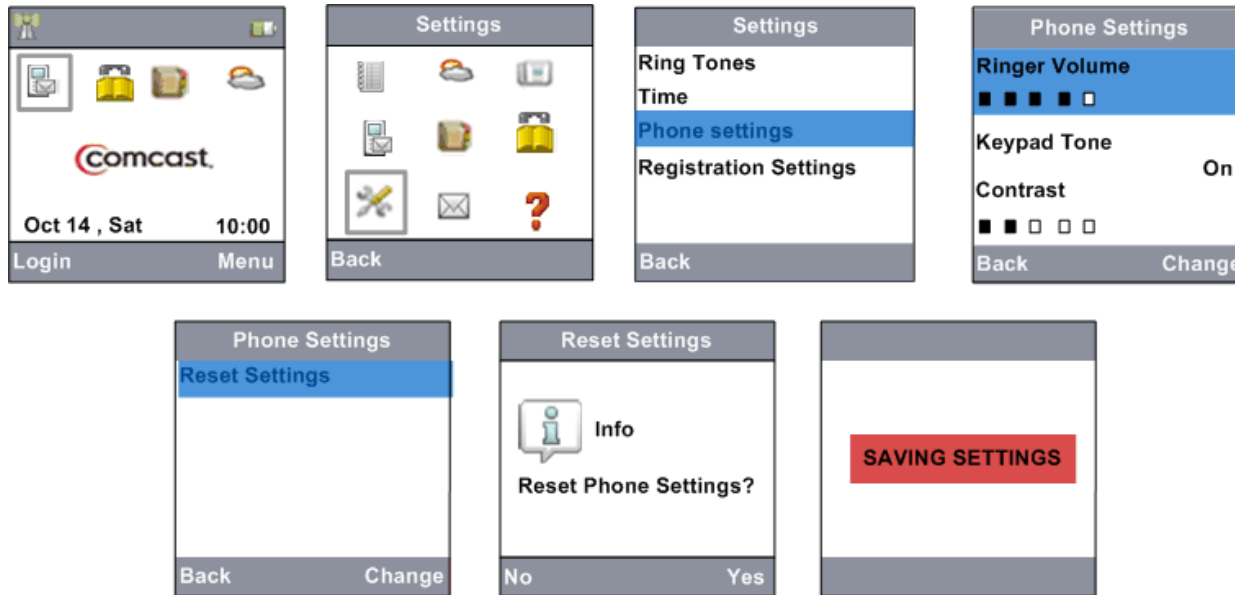 Comcast.
Oct 14 , Sat 10:00
Login Menu
Settings
Back
Settings
Ring Tones
Time
Phone settings
Registration Settings
Back
Phone Settings
Ringer Volume
Keypad Tone
On
Contrast
Back Change
Phone Settings
Reset Settings
Back Change
Reset Settings
Info
Reset Phone Settings?
No Yes
SAVING SETTINGS